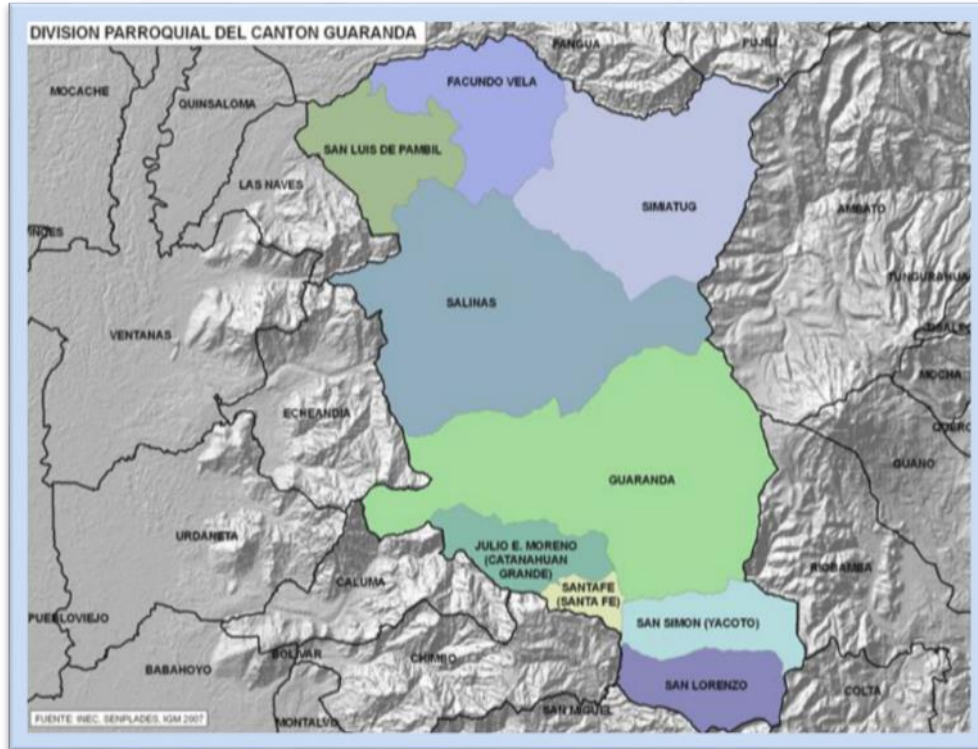 DIVISION PARROQUIAL DEL CANTON GUARANDA
PANGUA
PUJILI
MOCACHE
QUINSALOMA
FACUNDO VELA
SAN LUIS DE PAMBIL
LAS NAVES
SIMIATUG
AMBATO
TUNGURAHUA
SALINAS
VENTANAS
MOCHA
ECHEANDIA
GUANO
GUARANDA
URDANETA
JULIO E. MORENO
(CATANAHUAN
GRANDE)
CALUMA
SANTAFE
(SANTA FE)
RIOBAMBA
PUEBLOVIEJO
SAN SIMON (YACOTO)
BOLIVAR
CHIMBO
BABAHOYO
SAN LORENZO
COLTA
SAN MIGUEL
MONTALVO
FUENTE: INEC, SENPLADES, IGM 2007